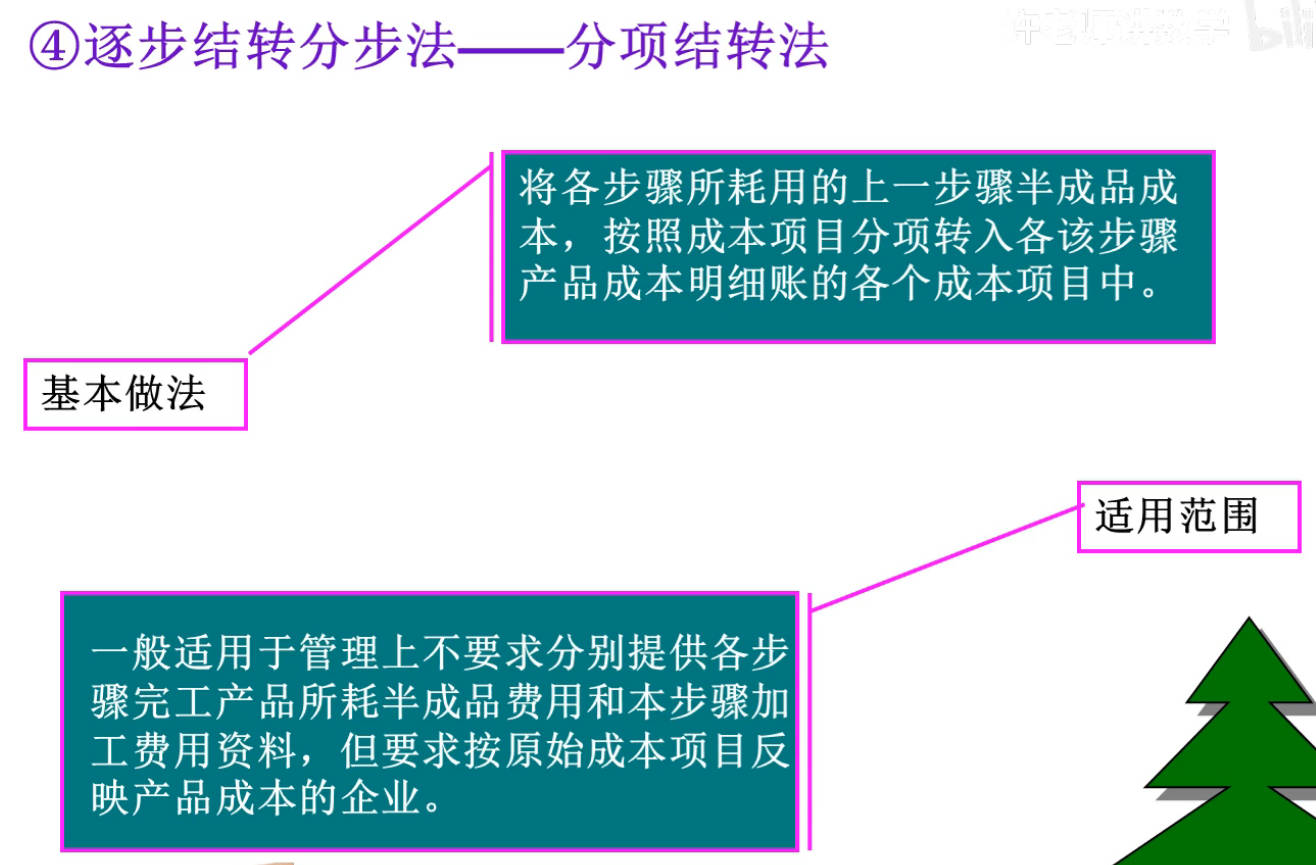 ④逐步结转分步法——分项结转法
将各步骤所耗用的上一步骤半成品成
本，按照成本项目分项转入各该步骤
产品成本明细账的各个成本项目中。
基本做法
适用范围
一般适用于管理上不要求分别提供各步
骤完工产品所耗半成品费用和本步骤加
工费用资料，但要求按原始成本项目反
映产品成本的企业。